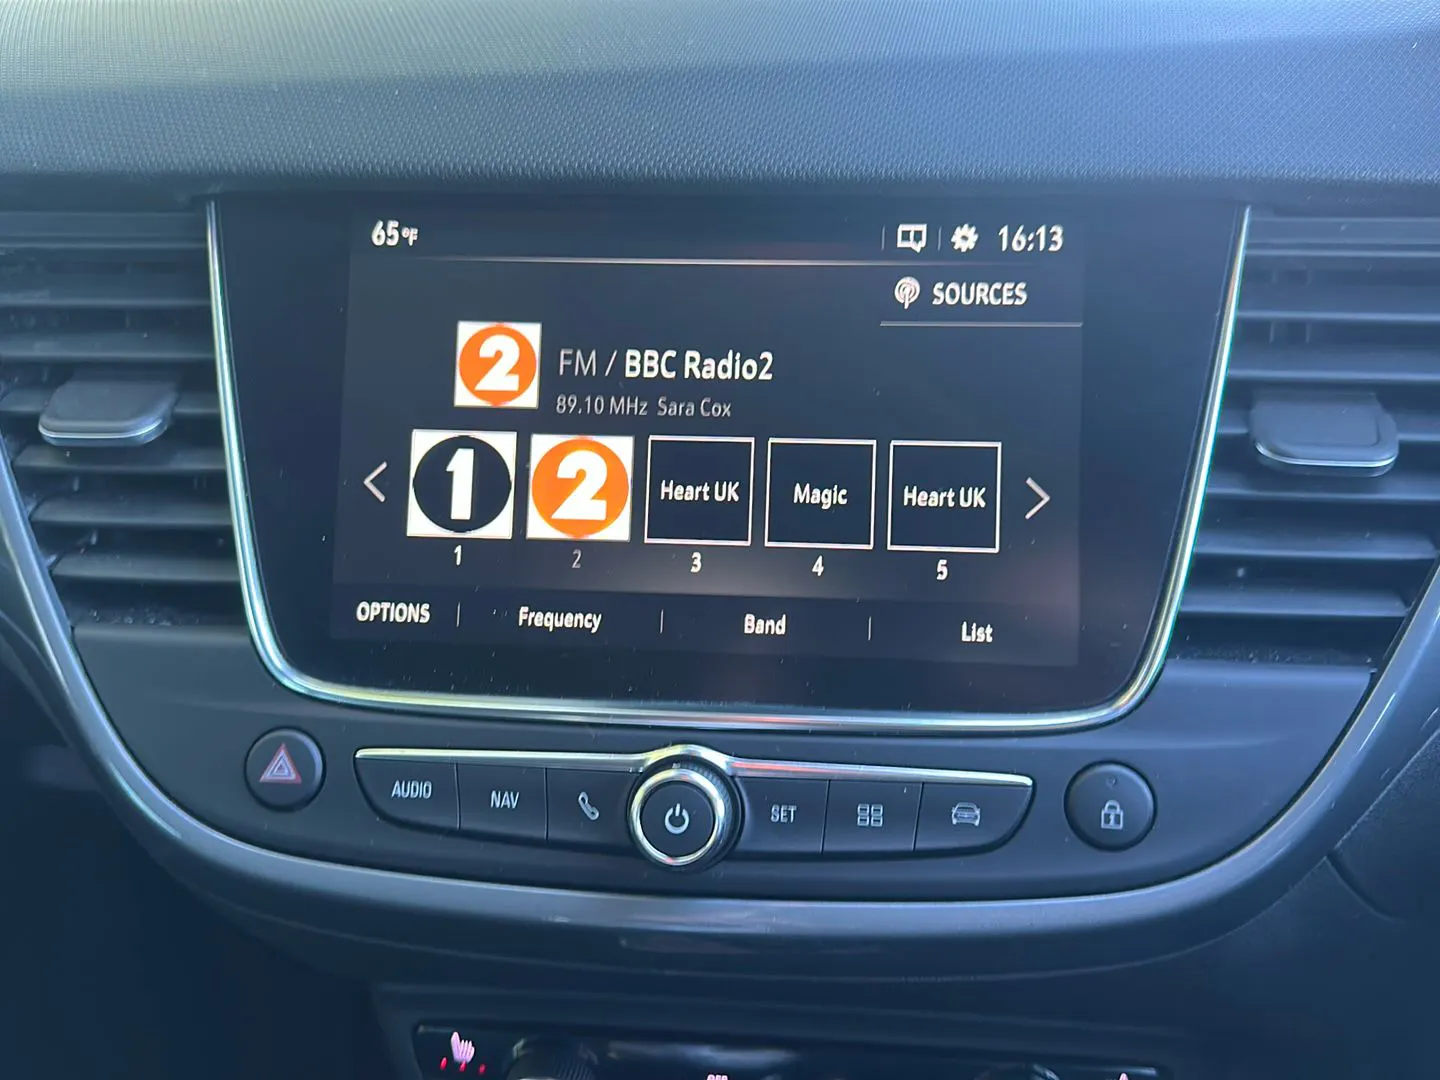 65°F 16:13
SOURCES
2 FM / BBC Radio2
89.10 MHz Sara Cox
1 2 Heart UK Magic Heart UK
1 2 3 4 5
OPTIONS Frequency Band List
AUDIO NAV SET
OFF